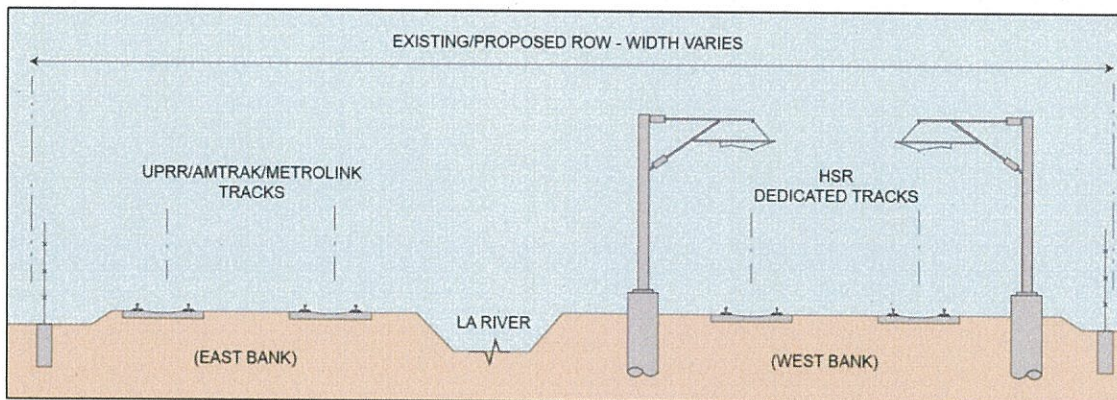 EXISTING/PROPOSED ROW - WIDTH VARIES
UPRR/AMTRAK/METROLINK
TRACKS
HSR
DEDICATED TRACKS
LA RIVER
(EAST BANK)
(WEST BANK)